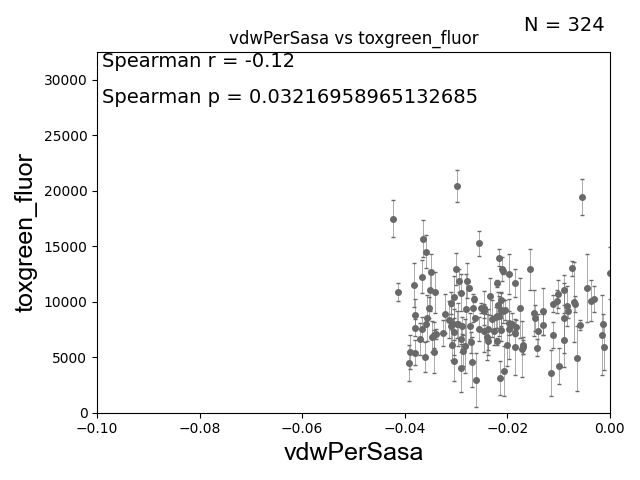 N = 324
vdwPerSasa vs toxgreen_fluor
Spearman r = -0.12
Spearman p = 0.03216958965132685
toxgreen_fluor
30000
25000
20000
15000
10000
5000
0
−0.10
−0.08
−0.06
−0.04
−0.02
0.00
vdwPerSasa